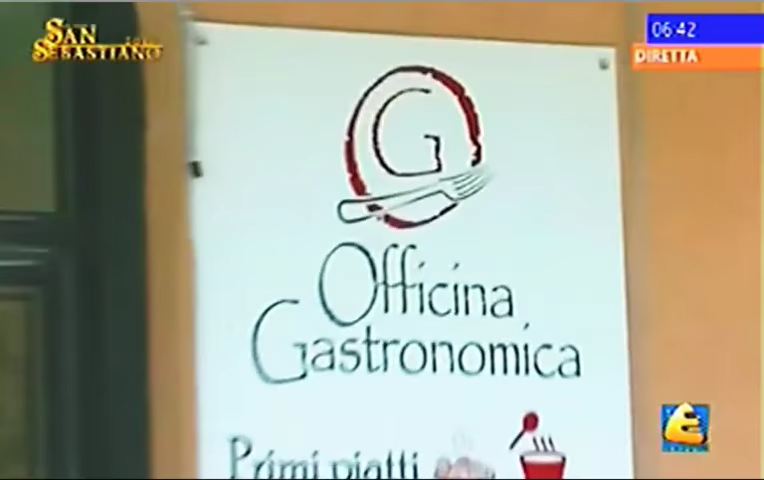 SAN
SEBASTIANO
06:42
DIRETTA
G
Officina
Gastronomica
Primi piatti
E